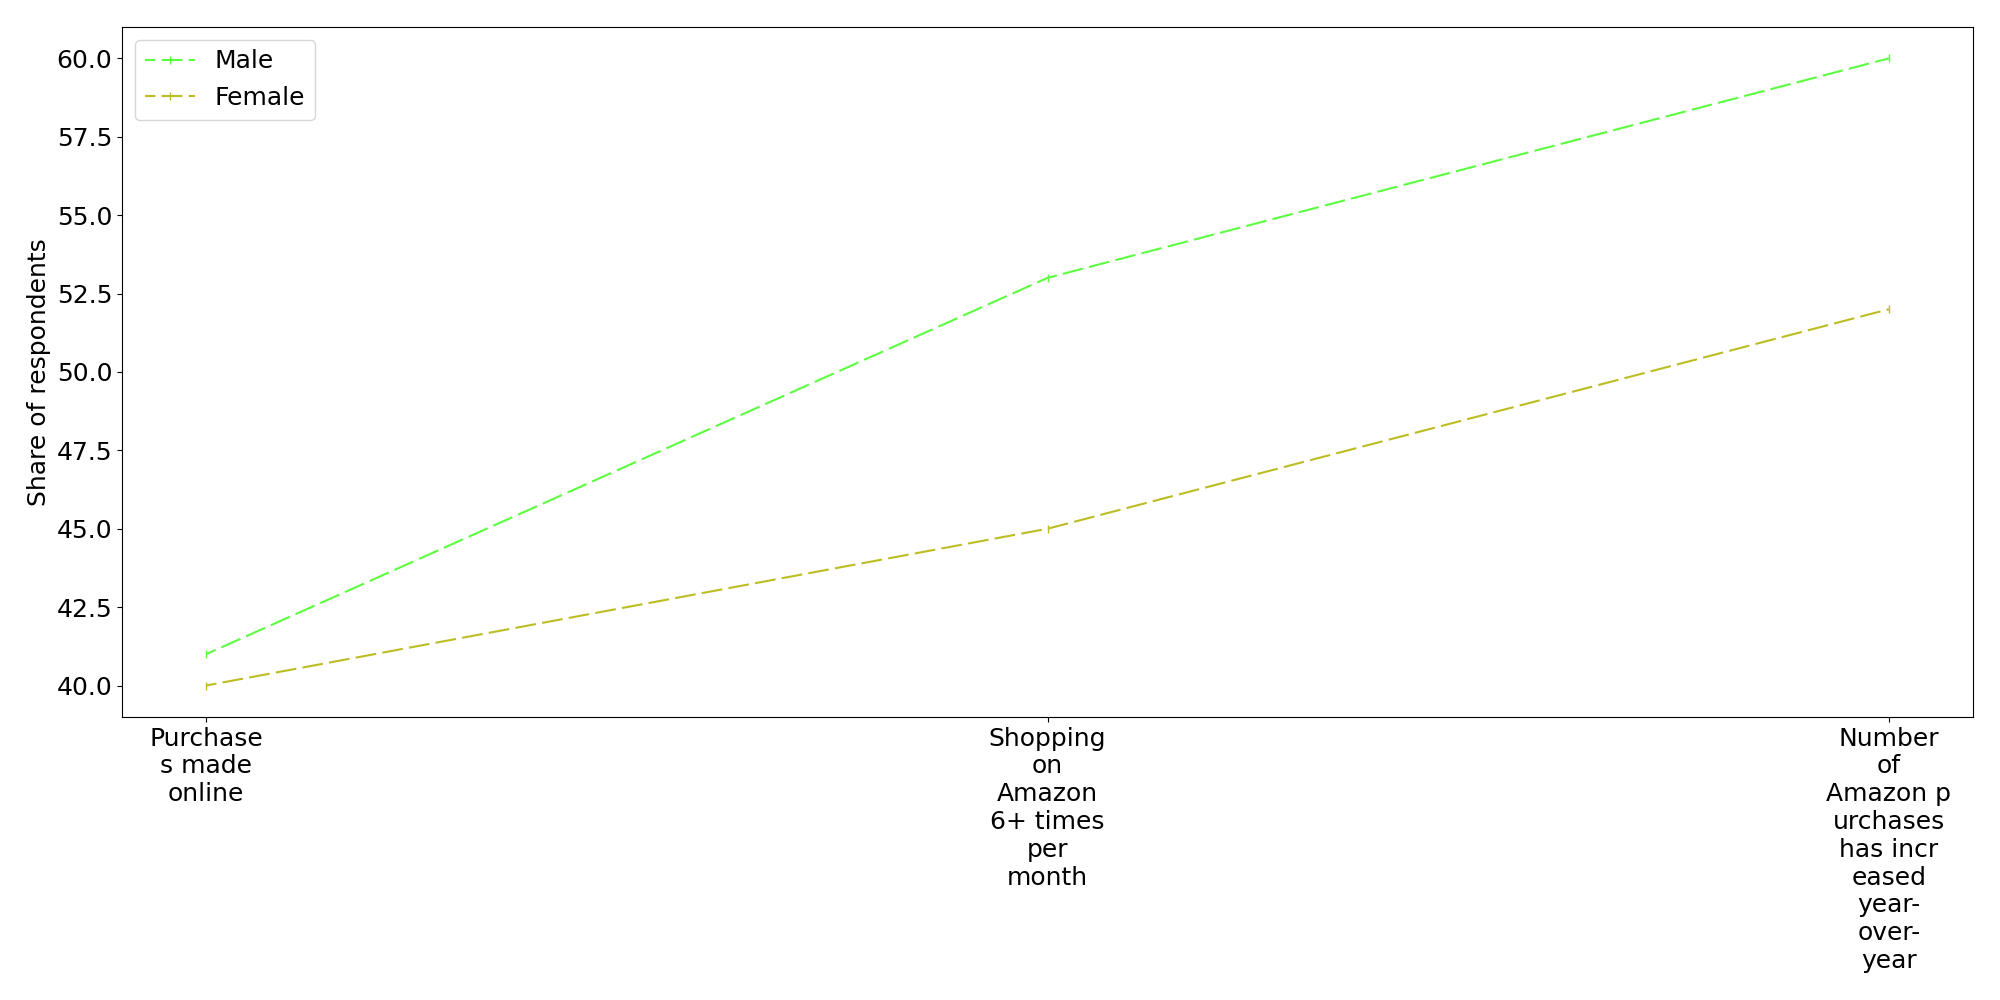 Male
Female
60.0
57.5
55.0
52.5
50.0
47.5
45.0
42.5
40.0
Share of respondents
Purchase
s made
online
Shopping
on
Amazon
6+ times
per
month
Number
of
Amazon p
urchases
has incr
eased
year-
over-
year